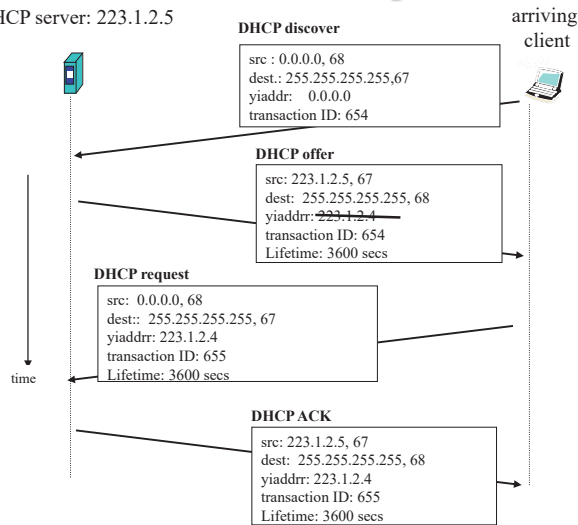 HCP server: 223.1.2.5
arriving
client
DHCP discover
src : 0.0.0.0, 68
dest.: 255.255.255.255,67
yiaddr: 0.0.0.0
transaction ID: 654
DHCP offer
src: 223.1.2.5, 67
dest: 255.255.255.255, 68
yiaddrr: 223.1.2.4
transaction ID: 654
Lifetime: 3600 secs
DHCP request
src: 0.0.0.0, 68
dest:: 255.255.255.255, 67
yiaddrr: 223.1.2.4
transaction ID: 655
Lifetime: 3600 secs
time
DHCP ACK
src: 223.1.2.5, 67
dest: 255.255.255.255, 68
yiaddrr: 223.1.2.4
transaction ID: 655
Lifetime: 3600 secs